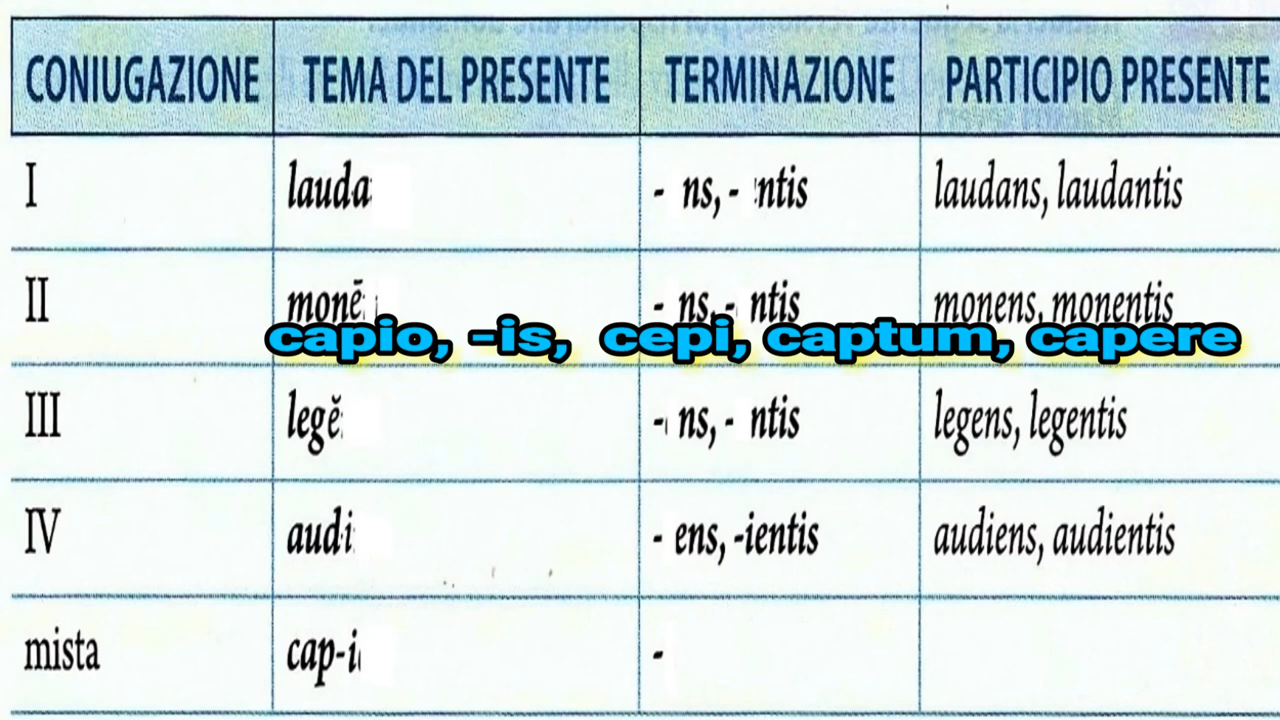 CONIUGAZIONE TEMA DEL PRESENTE TERMINAZIONE PARTICIPIO PRESENTE
I lauda - ns, - ntis laudans, laudantis
II monē - ns, - ntis monens, monentis
capio, -is, cepi, captum, capere
III legĕ - ns, - ntis legens, legentis
IV audi - ens, -ientis audiens, audientis
mista cap-i -